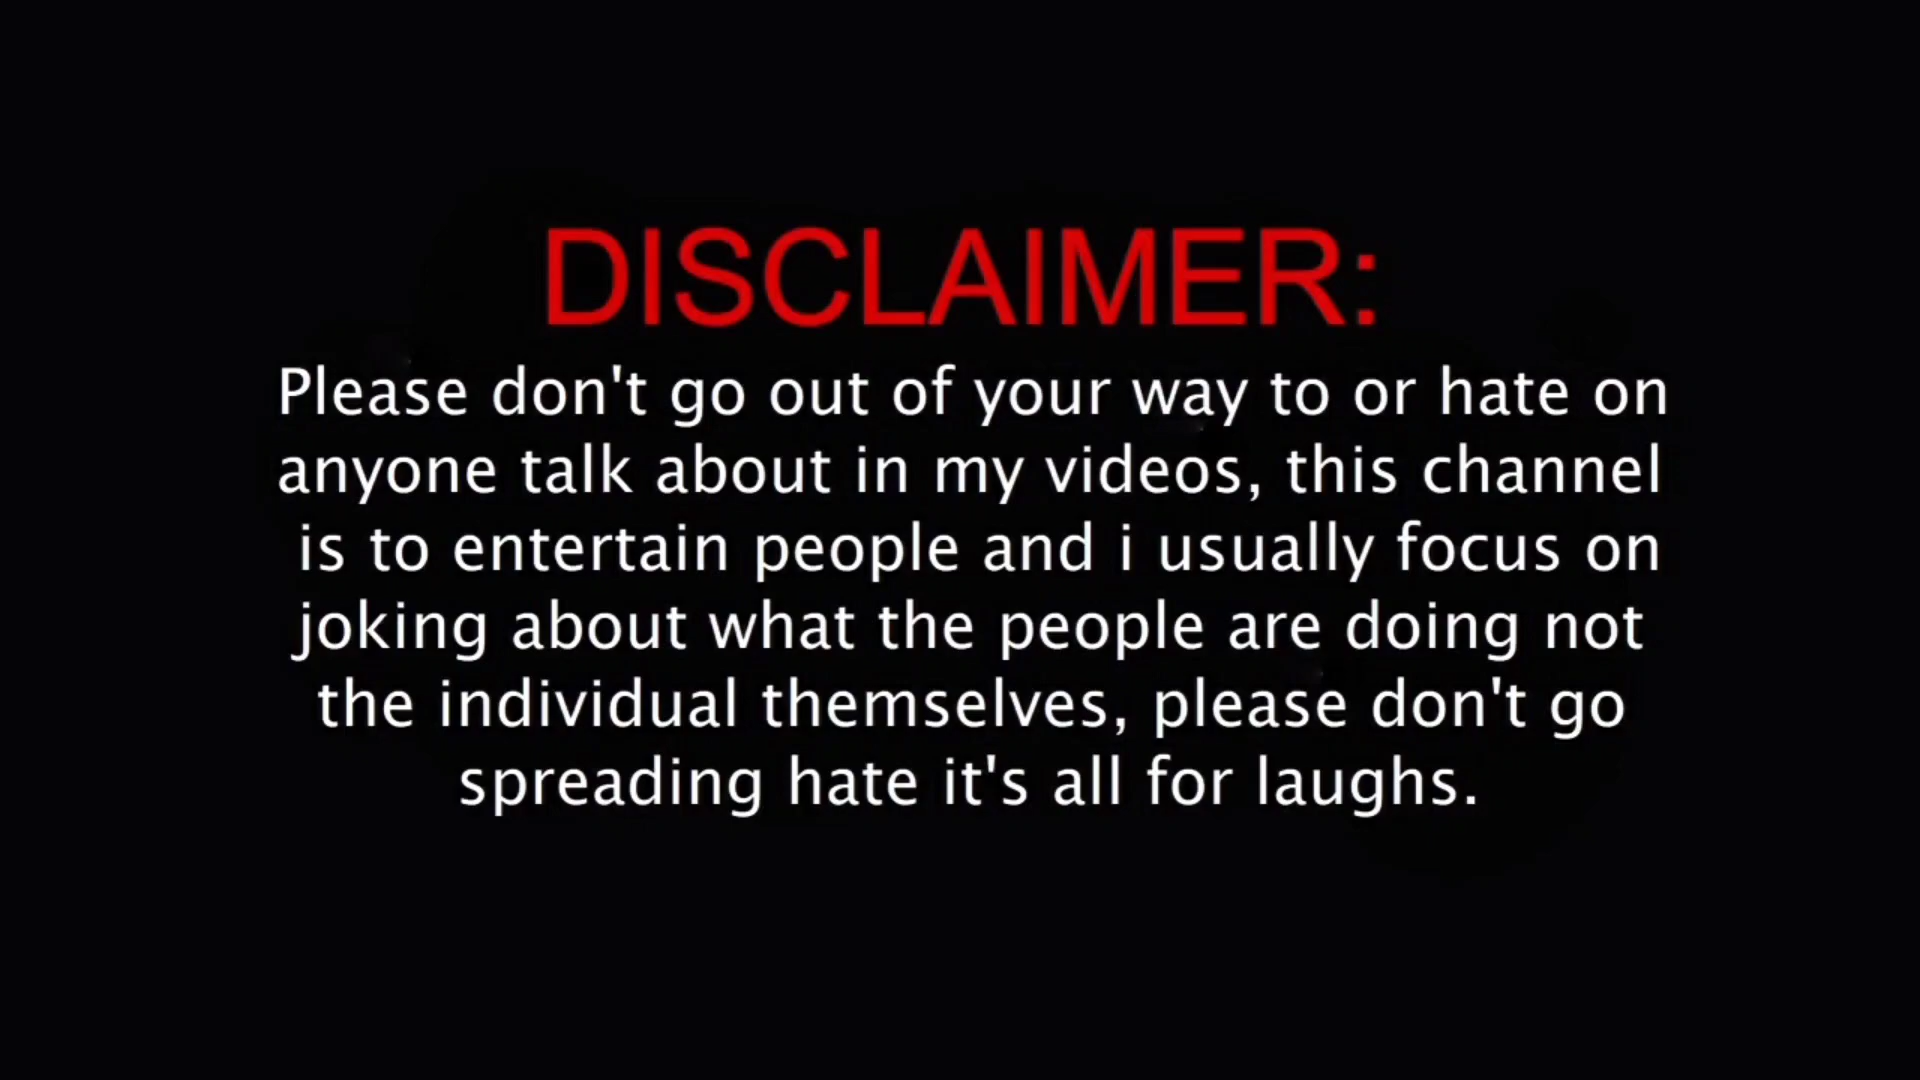 DISCLAIMER:
Please don't go out of your way to or hate on
anyone talk about in my videos, this channel
is to entertain people and i usually focus on
joking about what the people are doing not
the individual themselves, please don't go
spreading hate it's all for laughs.